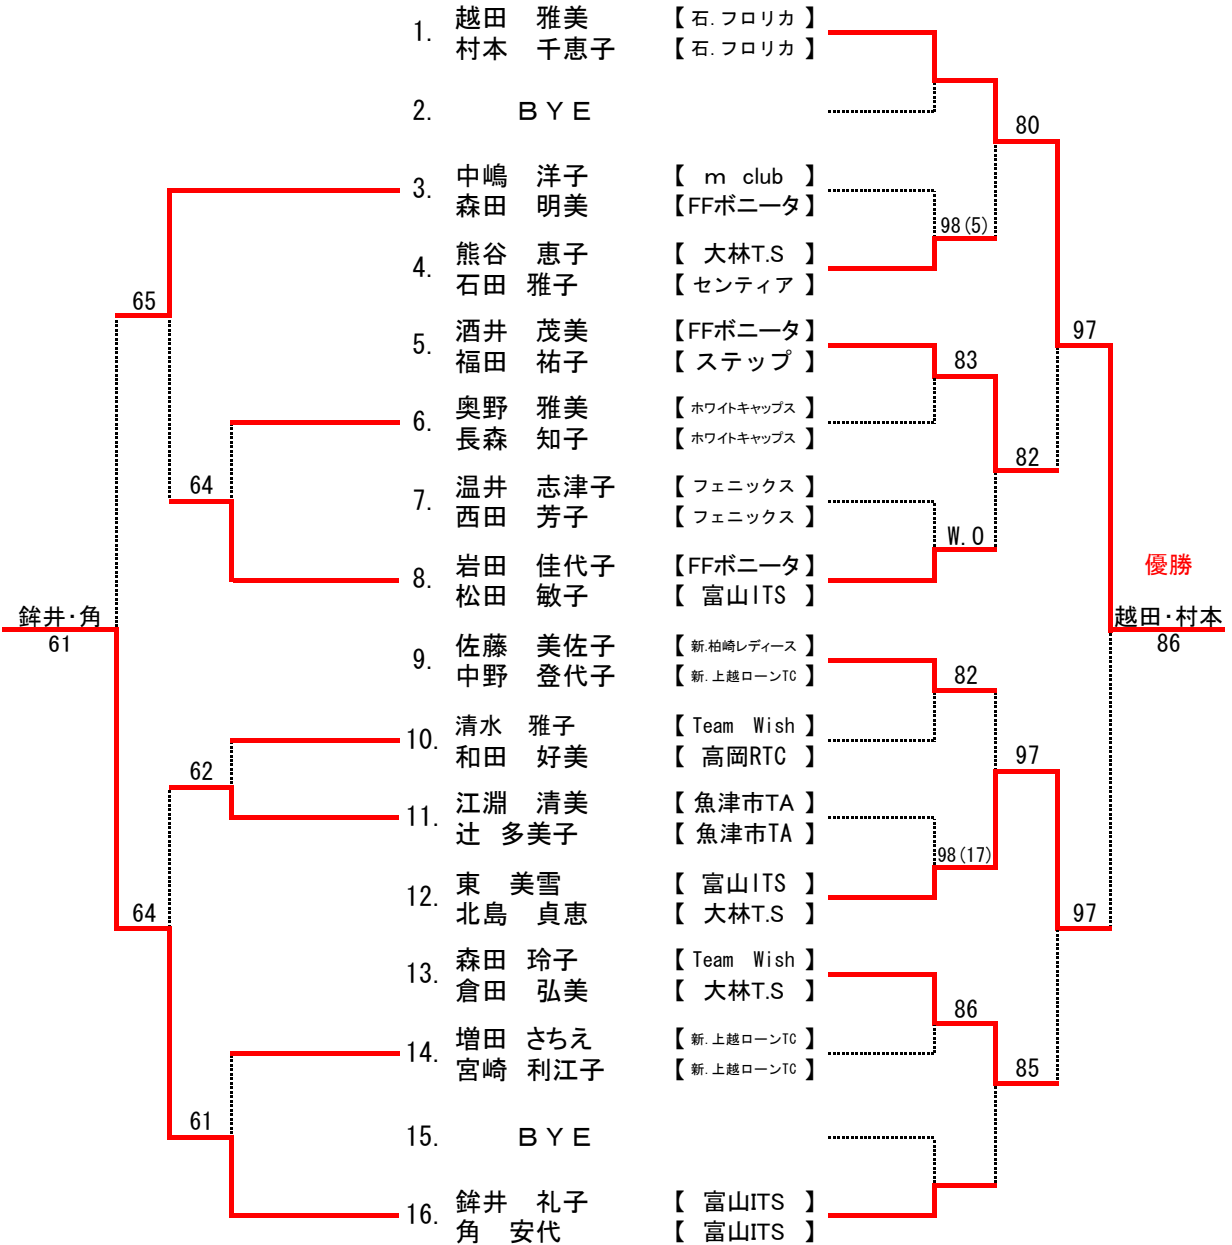 1. 越田 雅美 【 石.フロリカ 】
村本 千恵子 【 石.フロリカ 】
2. BYE
80
3. 中嶋 洋子 【 m club 】
森田 明美 【FFボニータ】
98(5)
4. 熊谷 恵子 【 大林T.S 】
石田 雅子 【 センティア 】
65
5. 酒井 茂美 【FFボニータ】
福田 祐子 【 ステップ 】
83
97
6. 奥野 雅美 【 ホワイトキャップス 】
長森 知子 【 ホワイトキャップス 】
82
64
7. 温井 志津子 【 フェニックス 】
西田 芳子 【 フェニックス 】
W.O
8. 岩田 佳代子 【FFボニータ】
松田 敏子 【 富山ITS 】
優勝
鉾井・角
61
越田・村本
86
9. 佐藤 美佐子 【 新.柏崎レディース 】
中野 登代子 【 新.上越ローンTC 】
82
10. 清水 雅子 【 Team Wish 】
和田 好美 【 高岡RTC 】
97
62
11. 江淵 清美 【 魚津市TA 】
辻 多美子 【 魚津市TA 】
98(17)
12. 東 美雪 【 富山ITS 】
北島 貞恵 【 大林T.S 】
64
97
13. 森田 玲子 【 Team Wish 】
倉田 弘美 【 大林T.S 】
86
14. 増田 さちえ 【 新.上越ローンTC 】
宮崎 利江子 【 新.上越ローンTC 】
85
61
15. BYE
16. 鉾井 礼子 【 富山ITS 】
角 安代 【 富山ITS 】